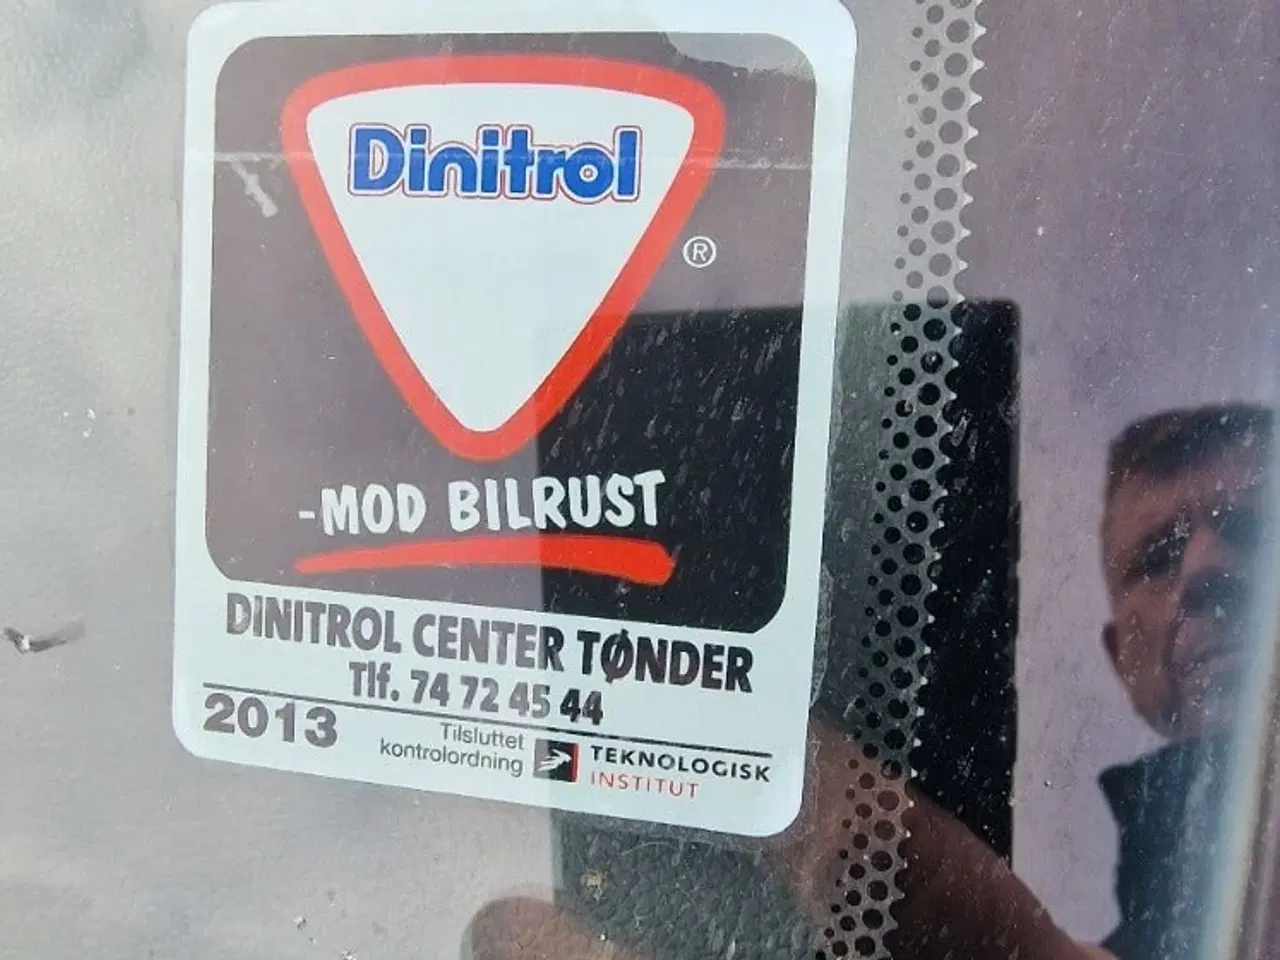 Dinitrol
®
-MOD BILRUST
DINITROL CENTER TØNDER
Tlf. 74 72 45 44
2013
Tilsluttet
kontrolordning
TEKNOLOGISK
INSTITUT